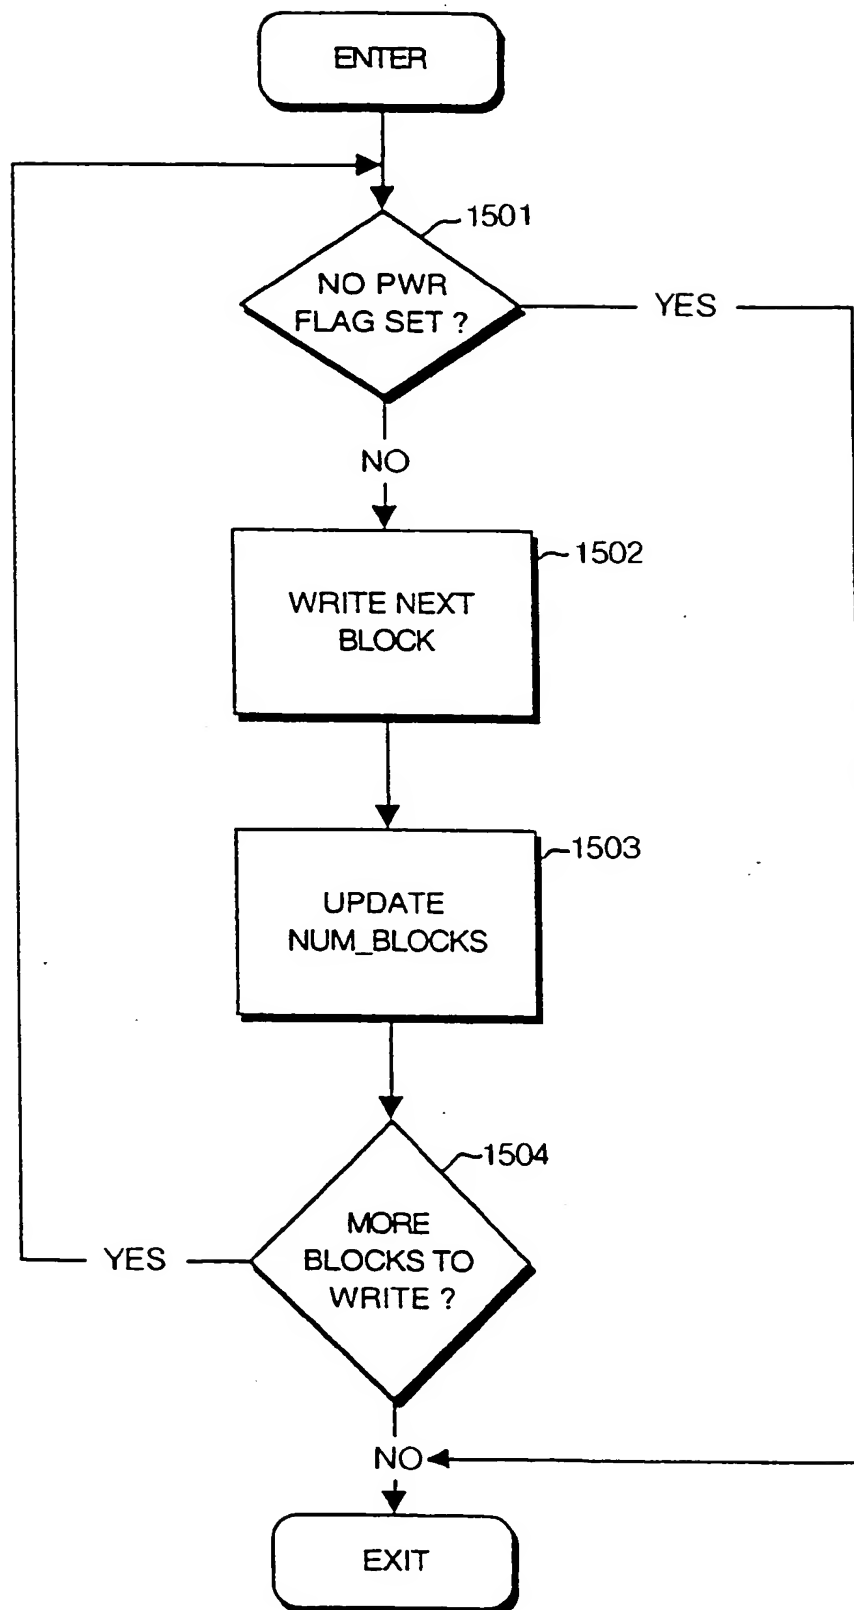 ENTER
1501
NO PWR
FLAG SET ?
YES
NO
1502
WRITE NEXT
BLOCK
1503
UPDATE
NUM_BLOCKS
1504
MORE
BLOCKS TO
WRITE ?
YES
NO
EXIT